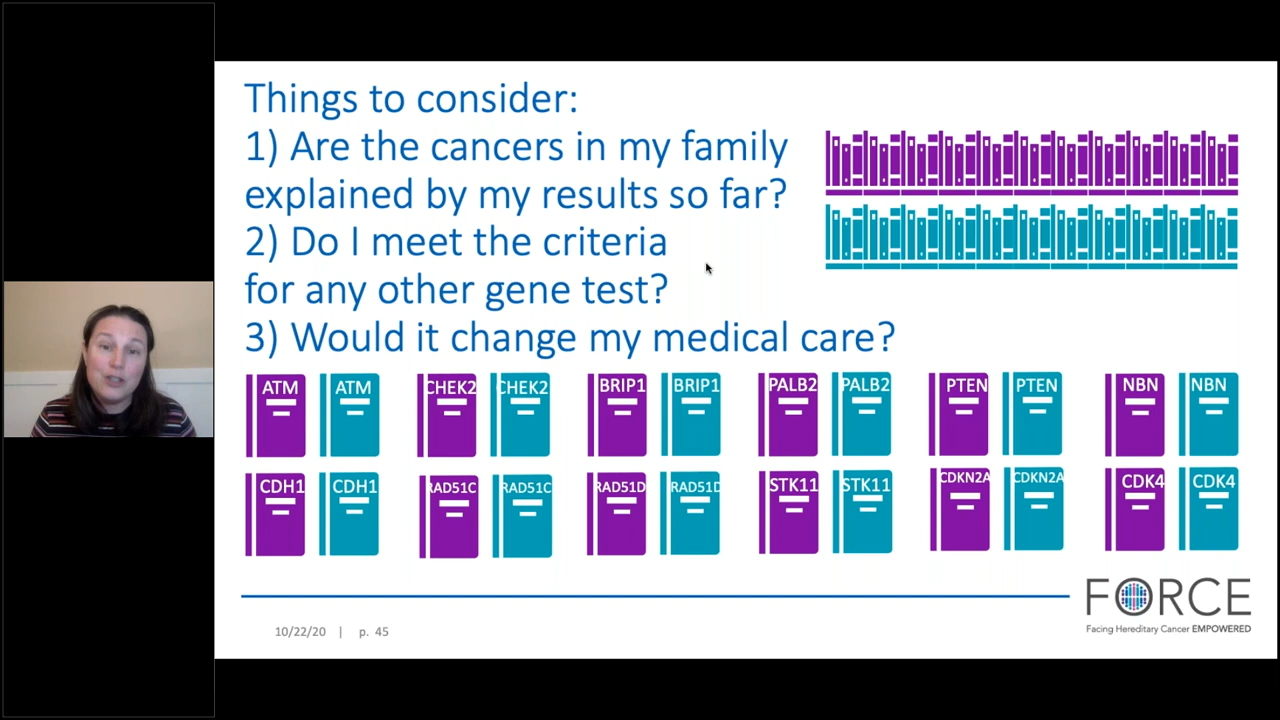 Things to consider:
1) Are the cancers in my family
explained by my results so far?
2) Do I meet the criteria
for any other gene test?
3) Would it change my medical care?
ATM ATM CHEK2 CHEK2 BRIP1 BRIP1 PALB2 PALB2 PTEN PTEN NBN NBN
CDH1 CDH1 RAD51C RAD51C RAD51D RAD51D STK11 STK11 CDKN2A CDKN2A CDK4 CDK4
FORCE
Facing Hereditary Cancer EMPOWERED
10/22/20 | p. 45